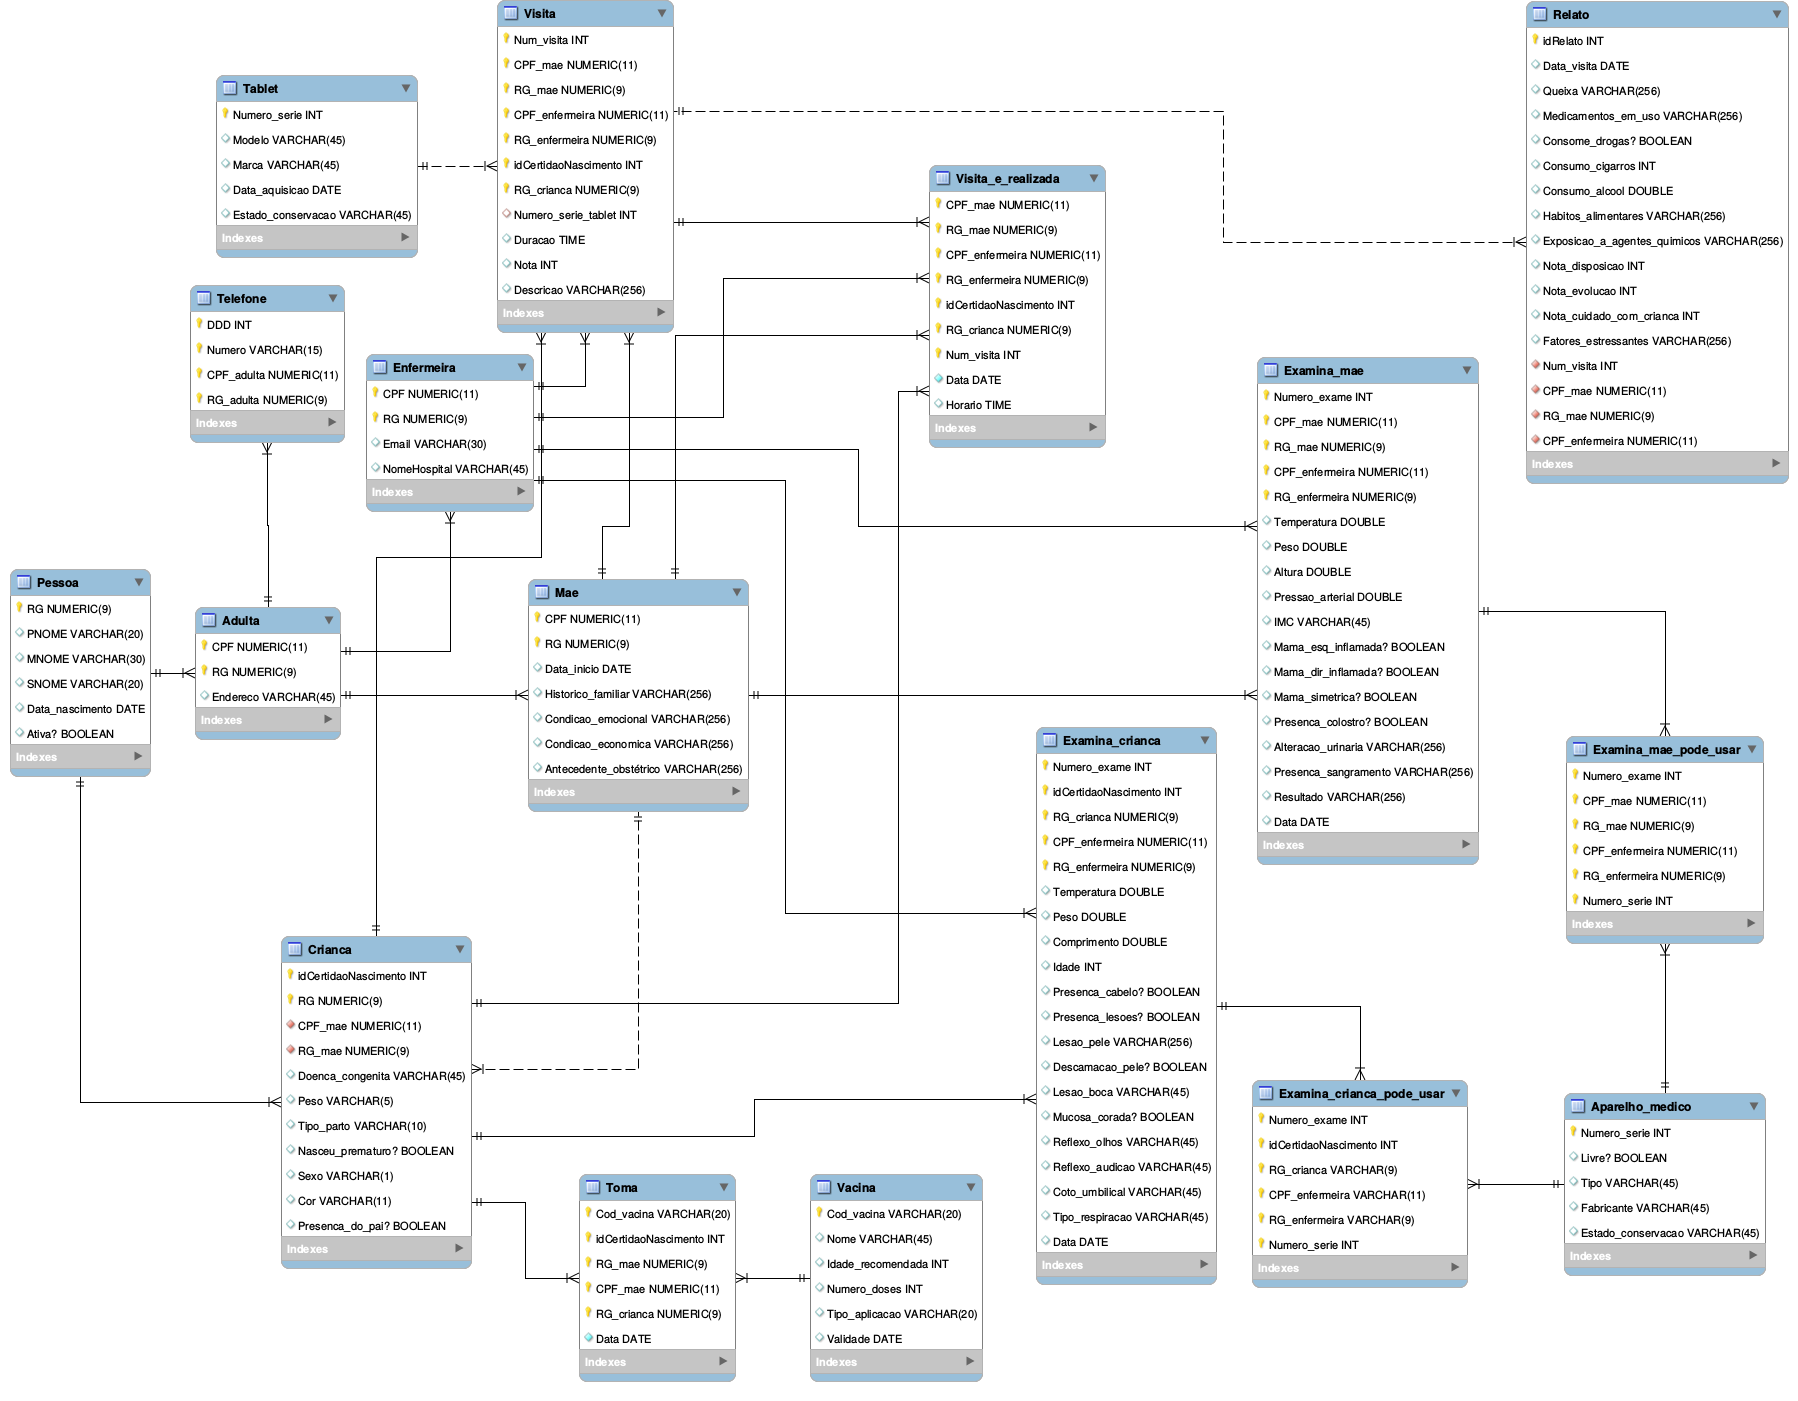 Visita
Num_visita INT
CPF_mae NUMERIC(11)
RG_mae NUMERIC(9)
CPF_enfermeira NUMERIC(11)
RG_enfermeira NUMERIC(9)
idCertidaoNascimento INT
RG_crianca NUMERIC(9)
Numero_serie_tablet INT
Duracao TIME
Nota INT
Descricao VARCHAR(256)
Indexes
Relato
idRelato INT
Data_visita DATE
Queixa VARCHAR(256)
Medicamentos_em_uso VARCHAR(256)
Consome_drogas? BOOLEAN
Consumo_cigarros INT
Consumo_alcool DOUBLE
Habitos_alimentares VARCHAR(256)
Exposicao_a_agentes_quimicos VARCHAR(256)
Nota_disposicao INT
Nota_evolucao INT
Nota_cuidado_com_crianca INT
Fatores_estressantes VARCHAR(256)
Num_visita INT
CPF_mae NUMERIC(11)
RG_mae NUMERIC(9)
CPF_enfermeira NUMERIC(11)
Indexes
Tablet
Numero_serie INT
Modelo VARCHAR(45)
Marca VARCHAR(45)
Data_aquisicao DATE
Estado_conservacao VARCHAR(45)
Indexes
Visita_e_realizada
CPF_mae NUMERIC(11)
RG_mae NUMERIC(9)
CPF_enfermeira NUMERIC(11)
RG_enfermeira NUMERIC(9)
idCertidaoNascimento INT
RG_crianca NUMERIC(9)
Num_visita INT
Data DATE
Horario TIME
Indexes
Telefone
DDD INT
Numero VARCHAR(15)
CPF_adulta NUMERIC(11)
RG_adulta NUMERIC(9)
Indexes
Enfermeira
CPF NUMERIC(11)
RG NUMERIC(9)
Email VARCHAR(30)
NomeHospital VARCHAR(45)
Indexes
Examina_mae
Numero_exame INT
CPF_mae NUMERIC(11)
RG_mae NUMERIC(9)
CPF_enfermeira NUMERIC(11)
RG_enfermeira NUMERIC(9)
Temperatura DOUBLE
Peso DOUBLE
Altura DOUBLE
Pressao_arterial DOUBLE
IMC VARCHAR(45)
Mama_esq_inflamada? BOOLEAN
Mama_dir_inflamada? BOOLEAN
Mama_simetrica? BOOLEAN
Presenca_colostro? BOOLEAN
Alteracao_urinaria VARCHAR(256)
Presenca_sangramento VARCHAR(256)
Resultado VARCHAR(256)
Data DATE
Indexes
Pessoa
RG NUMERIC(9)
PNOME VARCHAR(20)
MNOME VARCHAR(30)
SNOME VARCHAR(20)
Data_nascimento DATE
Ativa? BOOLEAN
Indexes
Adulta
CPF NUMERIC(11)
RG NUMERIC(9)
Endereco VARCHAR(45)
Indexes
Mae
CPF NUMERIC(11)
RG NUMERIC(9)
Data_inicio DATE
Historico_familiar VARCHAR(256)
Condicao_emocional VARCHAR(256)
Condicao_economica VARCHAR(256)
Antecedente_obstétrico VARCHAR(256)
Indexes
Examina_crianca
Numero_exame INT
idCertidaoNascimento INT
RG_crianca NUMERIC(9)
CPF_enfermeira NUMERIC(11)
RG_enfermeira NUMERIC(9)
Temperatura DOUBLE
Peso DOUBLE
Comprimento DOUBLE
Idade INT
Presenca_cabelo? BOOLEAN
Presenca_lesoes? BOOLEAN
Lesao_pele VARCHAR(256)
Descamacao_pele? BOOLEAN
Lesao_boca VARCHAR(45)
Mucosa_corada? BOOLEAN
Reflexo_olhos VARCHAR(45)
Reflexo_audicao VARCHAR(45)
Coto_umbilical VARCHAR(45)
Tipo_respiracao VARCHAR(45)
Data DATE
Indexes
Examina_mae_pode_usar
Numero_exame INT
CPF_mae NUMERIC(11)
RG_mae NUMERIC(9)
CPF_enfermeira NUMERIC(11)
RG_enfermeira NUMERIC(9)
Numero_serie INT
Indexes
Crianca
idCertidaoNascimento INT
RG NUMERIC(9)
CPF_mae NUMERIC(11)
RG_mae NUMERIC(9)
Doenca_congenita VARCHAR(45)
Peso VARCHAR(5)
Tipo_parto VARCHAR(10)
Nasceu_prematuro? BOOLEAN
Sexo VARCHAR(1)
Cor VARCHAR(11)
Presenca_do_pai? BOOLEAN
Indexes
Examina_crianca_pode_usar
Numero_exame INT
idCertidaoNascimento INT
RG_crianca VARCHAR(9)
CPF_enfermeira VARCHAR(11)
RG_enfermeira VARCHAR(9)
Numero_serie INT
Indexes
Aparelho_medico
Numero_serie INT
Livre? BOOLEAN
Tipo VARCHAR(45)
Fabricante VARCHAR(45)
Estado_conservacao VARCHAR(45)
Indexes
Toma
Cod_vacina VARCHAR(20)
idCertidaoNascimento INT
RG_mae NUMERIC(9)
CPF_mae NUMERIC(11)
RG_crianca NUMERIC(9)
Data DATE
Indexes
Vacina
Cod_vacina VARCHAR(20)
Nome VARCHAR(45)
Idade_recomendada INT
Numero_doses INT
Tipo_aplicacao VARCHAR(20)
Validade DATE
Indexes